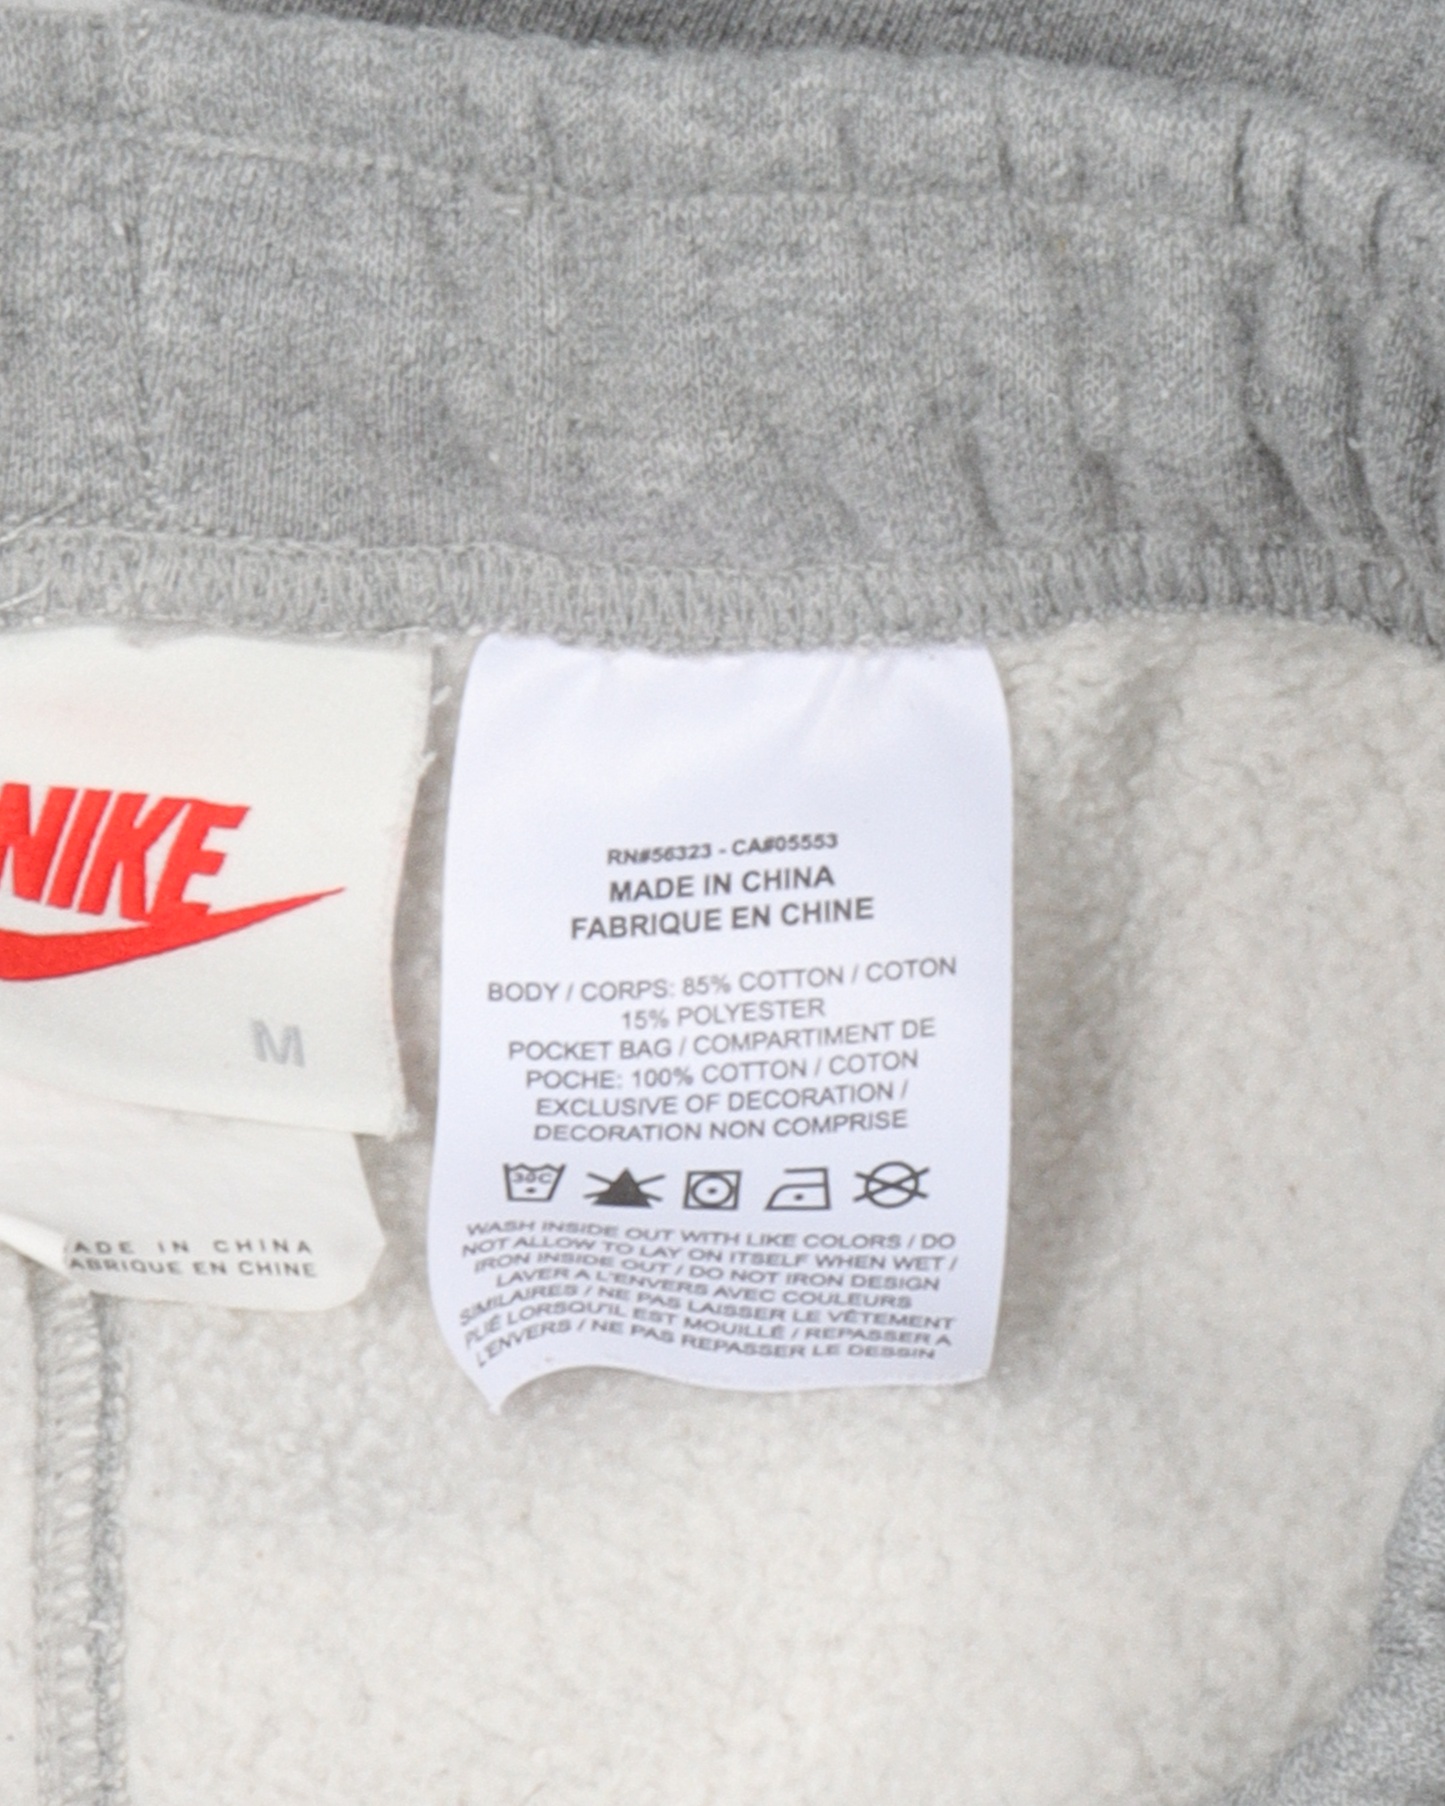 NIKE
M
ADE IN CHINA
ABRIQUE EN CHINE
RN#56323 - CA#05553
MADE IN CHINA
FABRIQUE EN CHINE
BODY / CORPS: 85% COTTON / COTON
15% POLYESTER
POCKET BAG / COMPARTIMENT DE
POCHE: 100% COTTON / COTON
EXCLUSIVE OF DECORATION /
DECORATION NON COMPRISE
30C
WASH INSIDE OUT WITH LIKE COLORS / DO
NOT ALLOW TO LAY ON ITSELF WHEN WET /
IRON INSIDE OUT / DO NOT IRON DESIGN
LAVER A L'ENVERS AVEC COULEURS
SIMILAIRES / NE PAS LAISSER LE VÊTEMENT
PLIÉ LORSQU'IL EST MOUILLÉ / REPASSER A
L'ENVERS / NE PAS REPASSER LE DESSIN